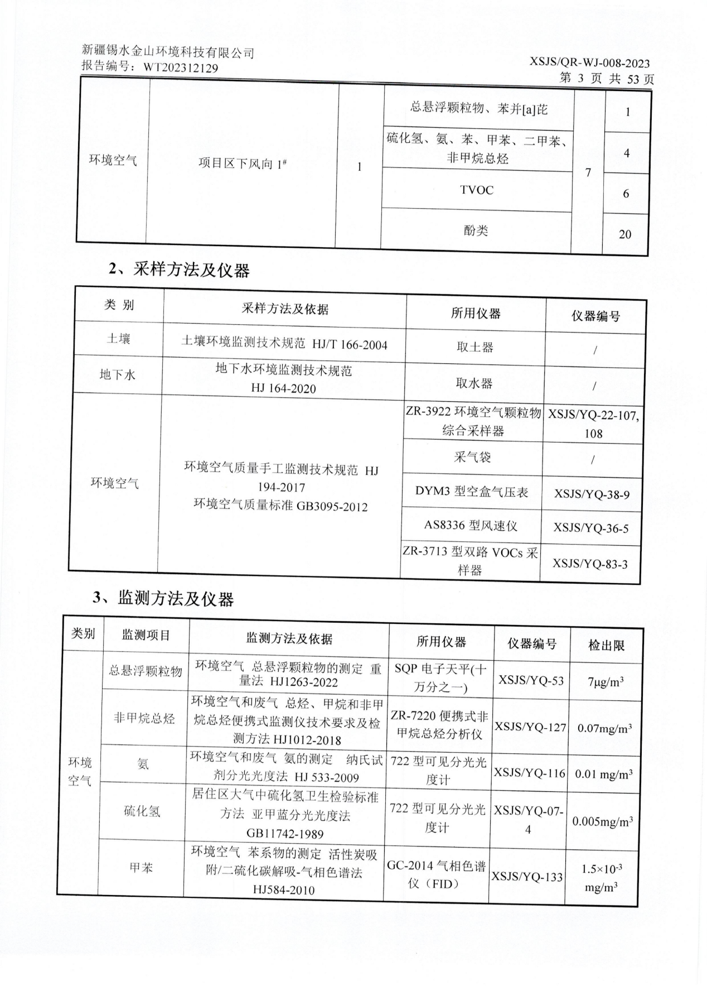 新疆锡水金山环境科技有限公司
报告编号：WT202312129
XSJS/QR-WJ-008-2023
第 3 页 共 53 页
环境空气
项目区下风向 1#
1
总悬浮颗粒物、苯并[a]芘
7
1
硫化氢、氨、苯、甲苯、二甲苯、
非甲烷总烃
4
TVOC
6
酚类
20
2、采样方法及仪器
类 别
采样方法及依据
所用仪器
仪器编号
土壤
土壤环境监测技术规范 HJ/T 166-2004
取土器
/
地下水
地下水环境监测技术规范
HJ 164-2020
取水器
/
环境空气
环境空气质量手工监测技术规范 HJ
194-2017
环境空气质量标准 GB3095-2012
ZR-3922 环境空气颗粒物
综合采样器
XSJS/YQ-22-107,
108
采气袋
/
DYM3 型空盒气压表
XSJS/YQ-38-9
AS8336 型风速仪
XSJS/YQ-36-5
ZR-3713 型双路 VOCs 采
样器
XSJS/YQ-83-3
3、监测方法及仪器
类别
监测项目
监测方法及依据
所用仪器
仪器编号
检出限
环境
空气
总悬浮颗粒物
环境空气 总悬浮颗粒物的测定 重
量法 HJ1263-2022
SQP 电子天平(十
万分之一)
XSJS/YQ-53
7μg/m³
非甲烷总烃
环境空气和废气 总烃、甲烷和非甲
烷总烃便携式监测仪技术要求及检
测方法 HJ1012-2018
ZR-7220 便携式非
甲烷总烃分析仪
XSJS/YQ-127
0.07mg/m³
氨
环境空气和废气 氨的测定 纳氏试
剂分光光度法 HJ 533-2009
722 型可见分光光
度计
XSJS/YQ-116
0.01 mg/m³
硫化氢
居住区大气中硫化氢卫生检验标准
方法 亚甲蓝分光光度法
GB11742-1989
722 型可见分光光
度计
XSJS/YQ-07-
4
0.005mg/m³
甲苯
环境空气 苯系物的测定 活性炭吸
附/二硫化碳解吸-气相色谱法
HJ584-2010
GC-2014 气相色谱
仪（FID）
XSJS/YQ-133
1.5×10⁻³
mg/m³